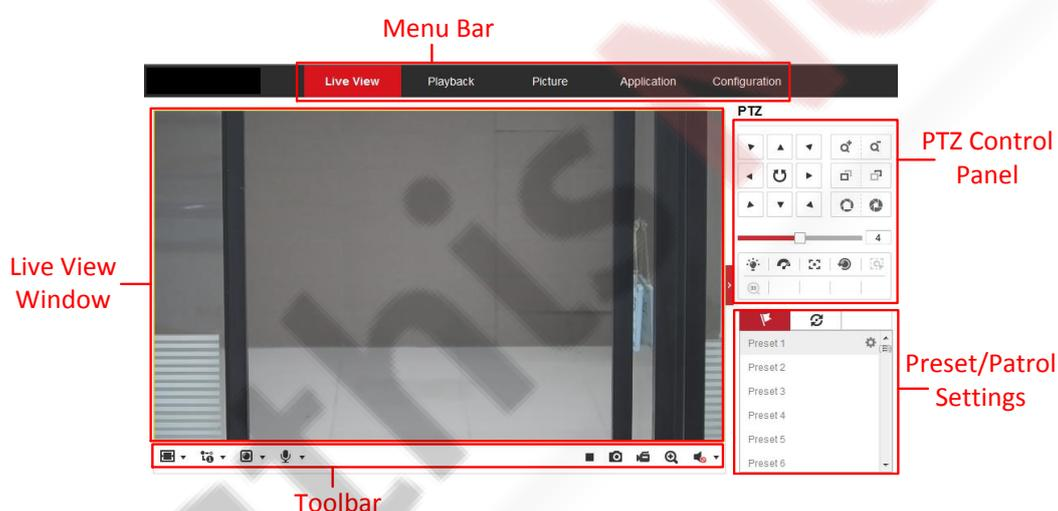 Menu Bar
Live View Playback Picture Application Configuration
PTZ
PTZ Control
Panel
4
Live View
Window
Preset 1
Preset 2
Preset 3
Preset 4
Preset 5
Preset 6
Preset/Patrol
Settings
Toolbar
this